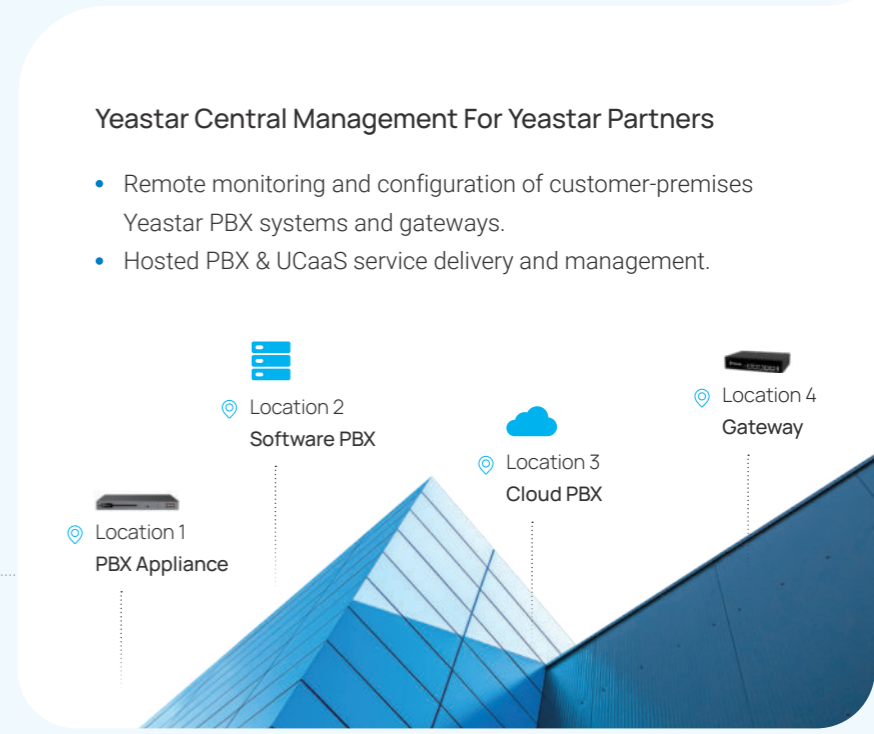 Yeastar Central Management For Yeastar Partners
• Remote monitoring and configuration of customer-premises
Yeastar PBX systems and gateways.
• Hosted PBX & UCaaS service delivery and management.
Location 1
PBX Appliance
Location 2
Software PBX
Location 3
Cloud PBX
Location 4
Gateway